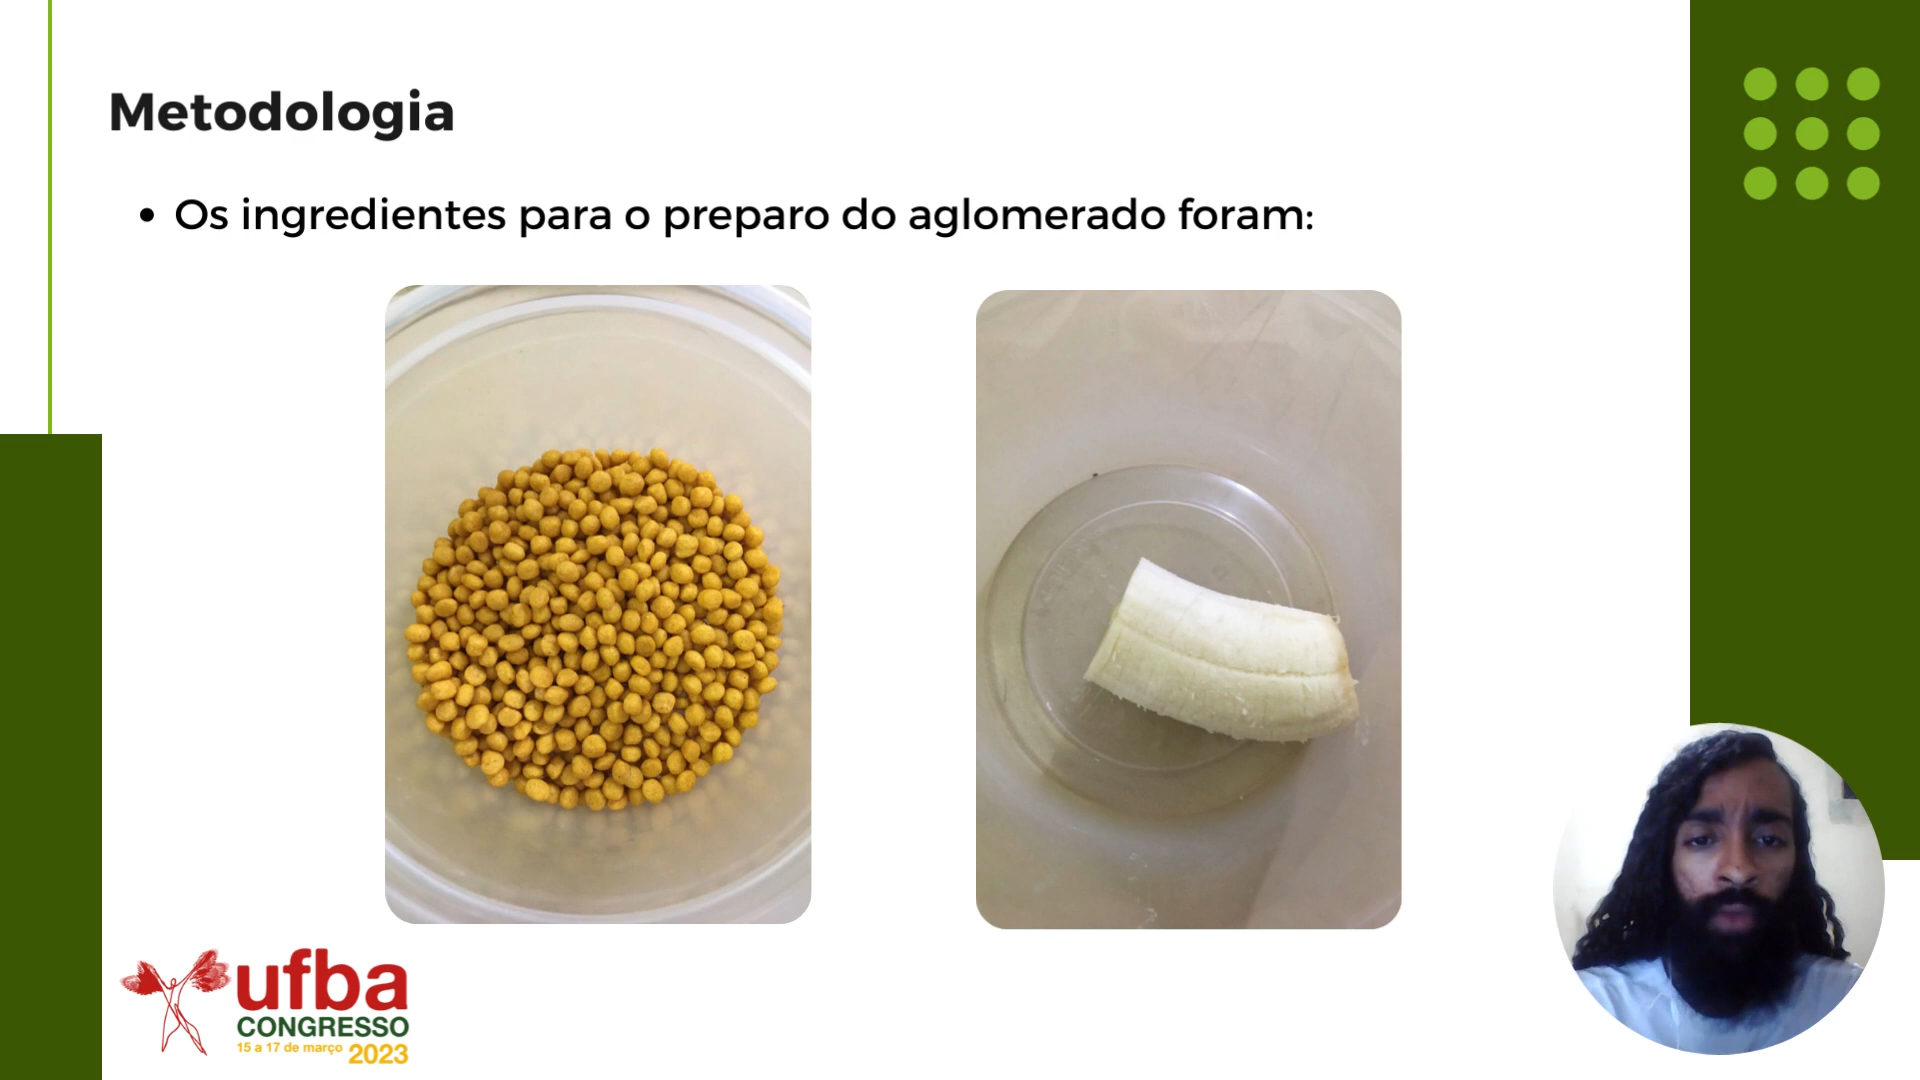 Metodologia
• Os ingredientes para o preparo do aglomerado foram:
ufba
CONGRESSO
15 a 17 de março 2023